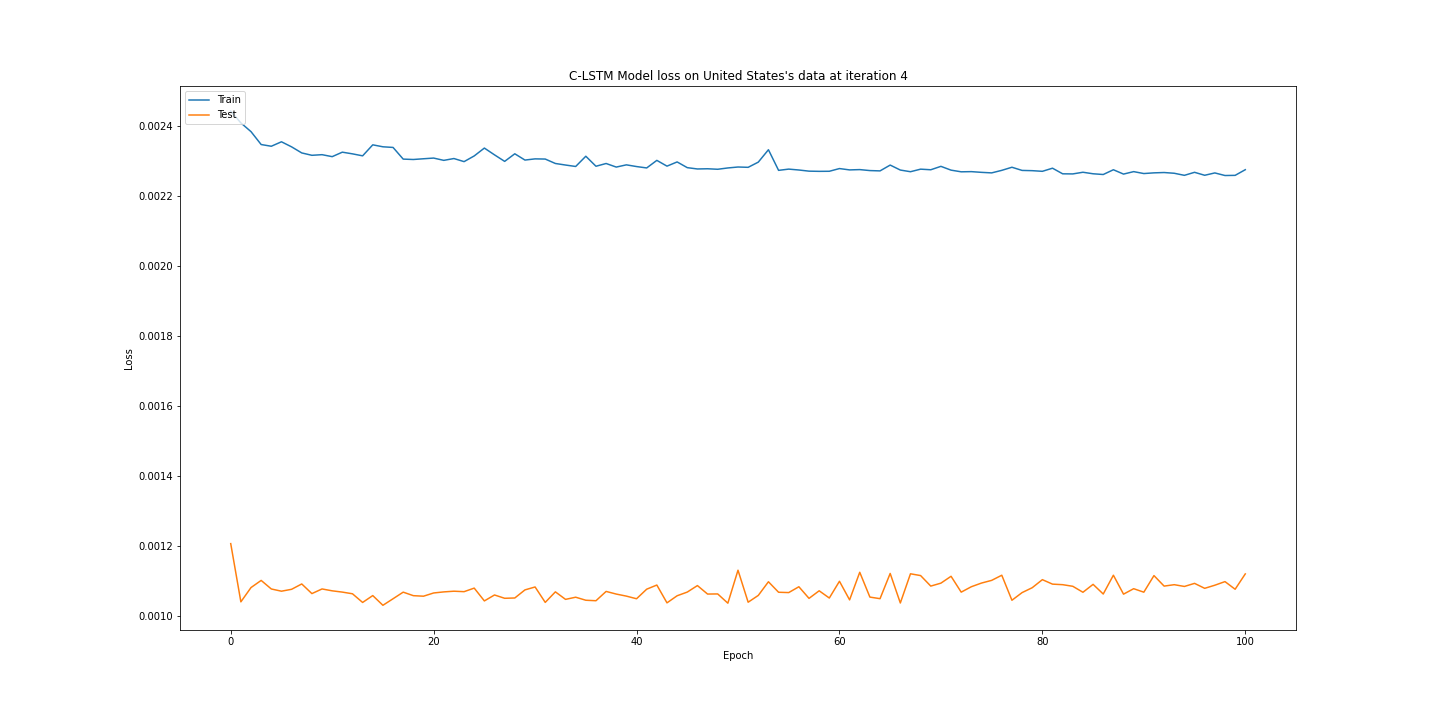 C-LSTM Model loss on United States's data at iteration 4
Train
Test
0.0024
0.0022
0.0020
0.0018
0.0016
0.0014
0.0012
0.0010
Loss
0 20 40 60 80 100
Epoch